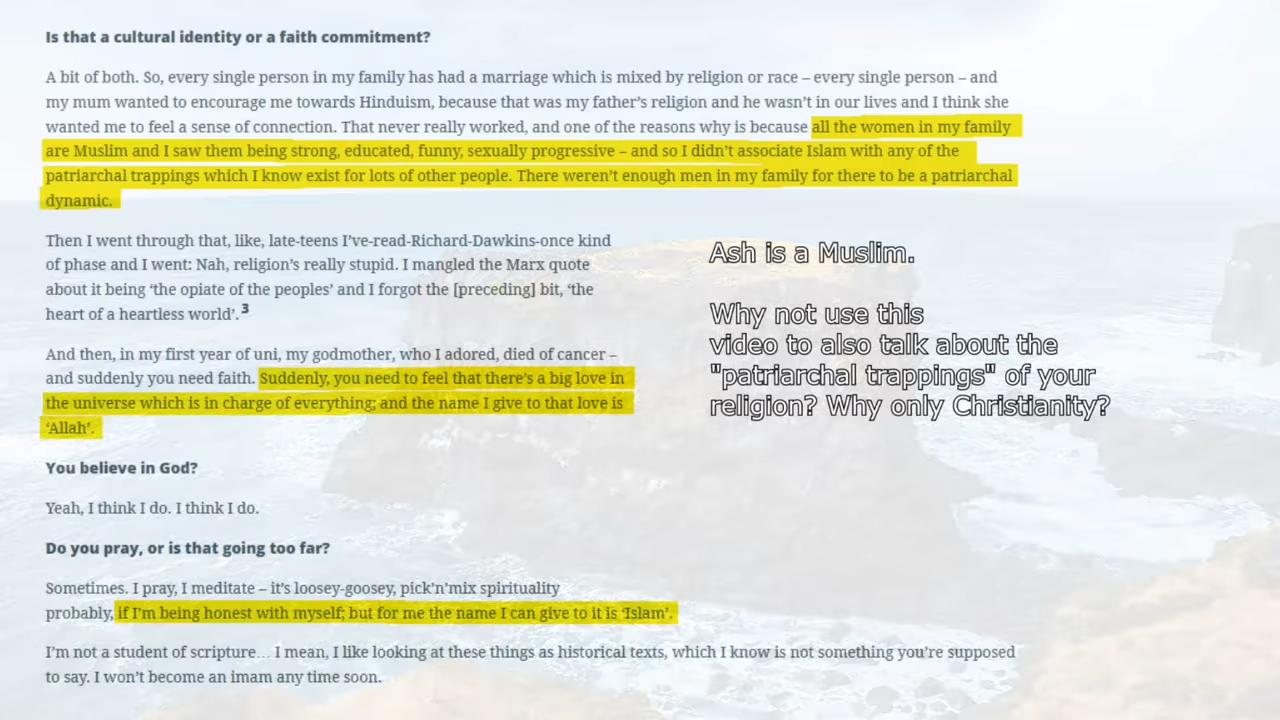 Is that a cultural identity or a faith commitment?
A bit of both. So, every single person in my family has had a marriage which is mixed by religion or race – every single person – and
my mum wanted to encourage me towards Hinduism, because that was my father’s religion and he wasn’t in our lives and I think she
wanted me to feel a sense of connection. That never really worked, and one of the reasons why is because all the women in my family
are Muslim and I saw them being strong, educated, funny, sexually progressive – and so I didn’t associate Islam with any of the
patriarchal trappings which I know exist for lots of other people. There weren’t enough men in my family for there to be a patriarchal
dynamic.
Then I went through that, like, late-teens I’ve-read-Richard-Dawkins-once kind
of phase and I went: Nah, religion’s really stupid. I mangled the Marx quote
about it being ‘the opiate of the peoples’ and I forgot the [preceding] bit, ‘the
heart of a heartless world’.3
And then, in my first year of uni, my godmother, who I adored, died of cancer –
and suddenly you need faith. Suddenly, you need to feel that there’s a big love in
the universe which is in charge of everything; and the name I give to that love is
‘Allah’.
Ash is a Muslim.
Why not use this
video to also talk about the
"patriarchal trappings" of your
religion? Why only Christianity?
You believe in God?
Yeah, I think I do. I think I do.
Do you pray, or is that going too far?
Sometimes. I pray, I meditate – it’s loosey-goosey, pick’n’mix spirituality
probably, if I’m being honest with myself; but for me the name I can give to it is ‘Islam’.
I’m not a student of scripture… I mean, I like looking at these things as historical texts, which I know is not something you’re supposed
to say. I won’t become an imam any time soon.